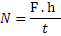 N = F . h / t